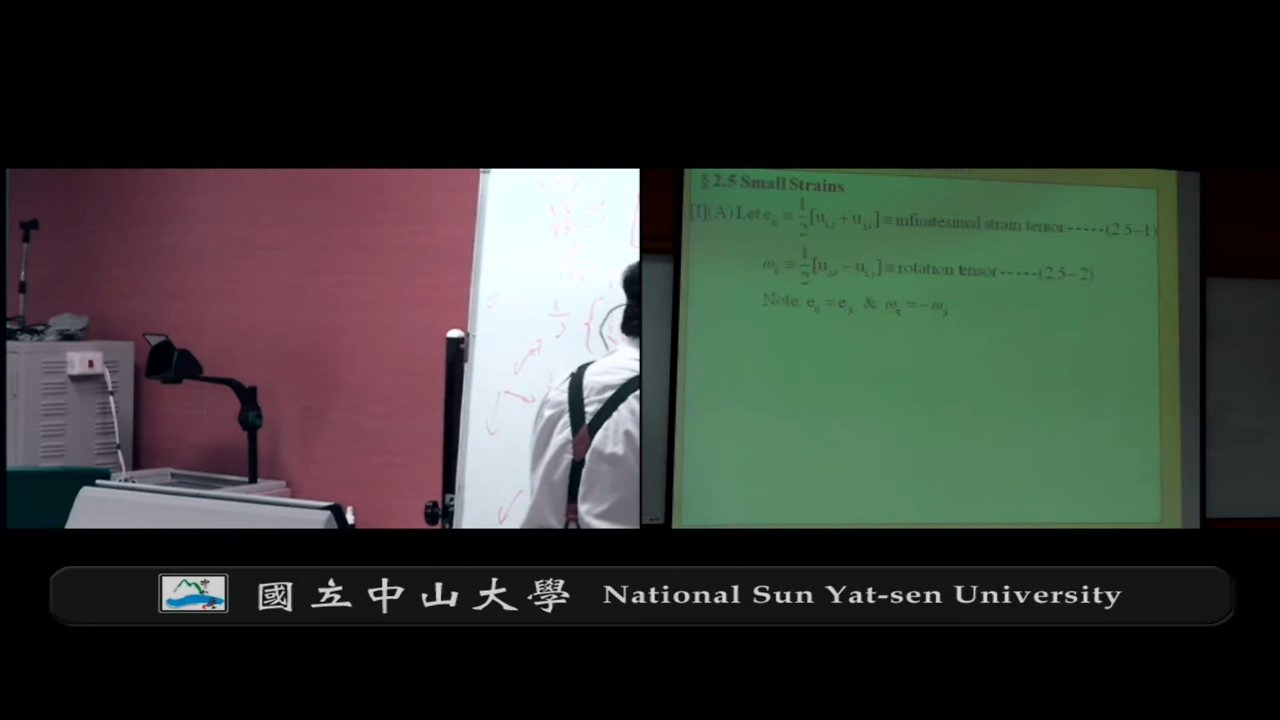 § 2.5 Small Strains
[I](A) Let e_ij ≡ 1/2 [u_i,j + u_j,i] ≡ infinitesimal strain tensor -----(2.5−1)
ω_ij ≡ 1/2 [u_j,i − u_i,j] ≡ rotation tensor -----(2.5−2)
Note: e_ij = e_ji & ω_ij = −ω_ji
國立中山大學 National Sun Yat-sen University